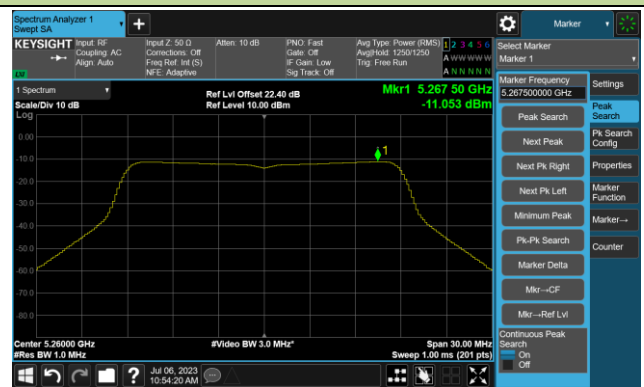 Spectrum Analyzer 1
Swept SA
+
Marker
KEYSIGHT
Input: RF
Coupling: AC
Align: Auto
Input Z: 50 Ω
Corrections: Off
Freq Ref: Int (S)
NFE: Adaptive
Atten: 10 dB
PNO: Fast
Gate: Off
IF Gain: Low
Sig Track: Off
Avg Type: Power (RMS)
Avg|Hold: 1250/1250
Trig: Free Run
1 2 3 4 5 6
A W W W W W
A N N N N N
LW
Select Marker
Marker 1
1 Spectrum
Scale/Div 10 dB
Log
Ref Lvl Offset 22.40 dB
Ref Level 10.00 dBm
Mkr1 5.267 50 GHz
-11.053 dBm
0.00
-10.0
-20.0
-30.0
-40.0
-50.0
-60.0
-70.0
-80.0
1
Center 5.26000 GHz
#Res BW 1.0 MHz
#Video BW 3.0 MHz*
Span 30.00 MHz
Sweep 1.00 ms (201 pts)
Marker Frequency
5.267500000 GHz
Peak Search
Next Peak
Next Pk Right
Next Pk Left
Minimum Peak
Pk-Pk Search
Marker Delta
Mkr→CF
Mkr→Ref Lvl
Continuous Peak
Search
On
Off
Settings
Peak
Search
Pk Search
Config
Properties
Marker
Function
Marker→
Counter
?
Jul 06, 2023
10:54:20 AM